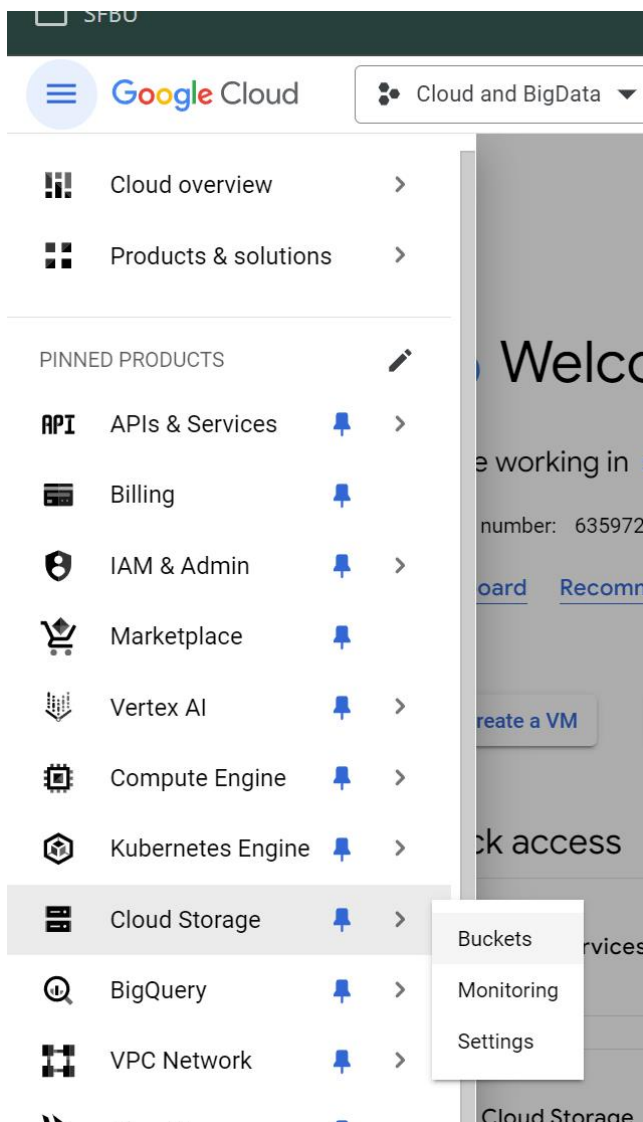 SFBU
Google Cloud
Cloud and BigData
Cloud overview
Products & solutions
PINNED PRODUCTS
API APIs & Services
Billing
IAM & Admin
Marketplace
Vertex AI
Compute Engine
Kubernetes Engine
Cloud Storage
BigQuery
VPC Network
Welco
e working in
number: 635972
oard Recomm
reate a VM
ck access
Buckets
rvices
Monitoring
Settings
Cloud Storage